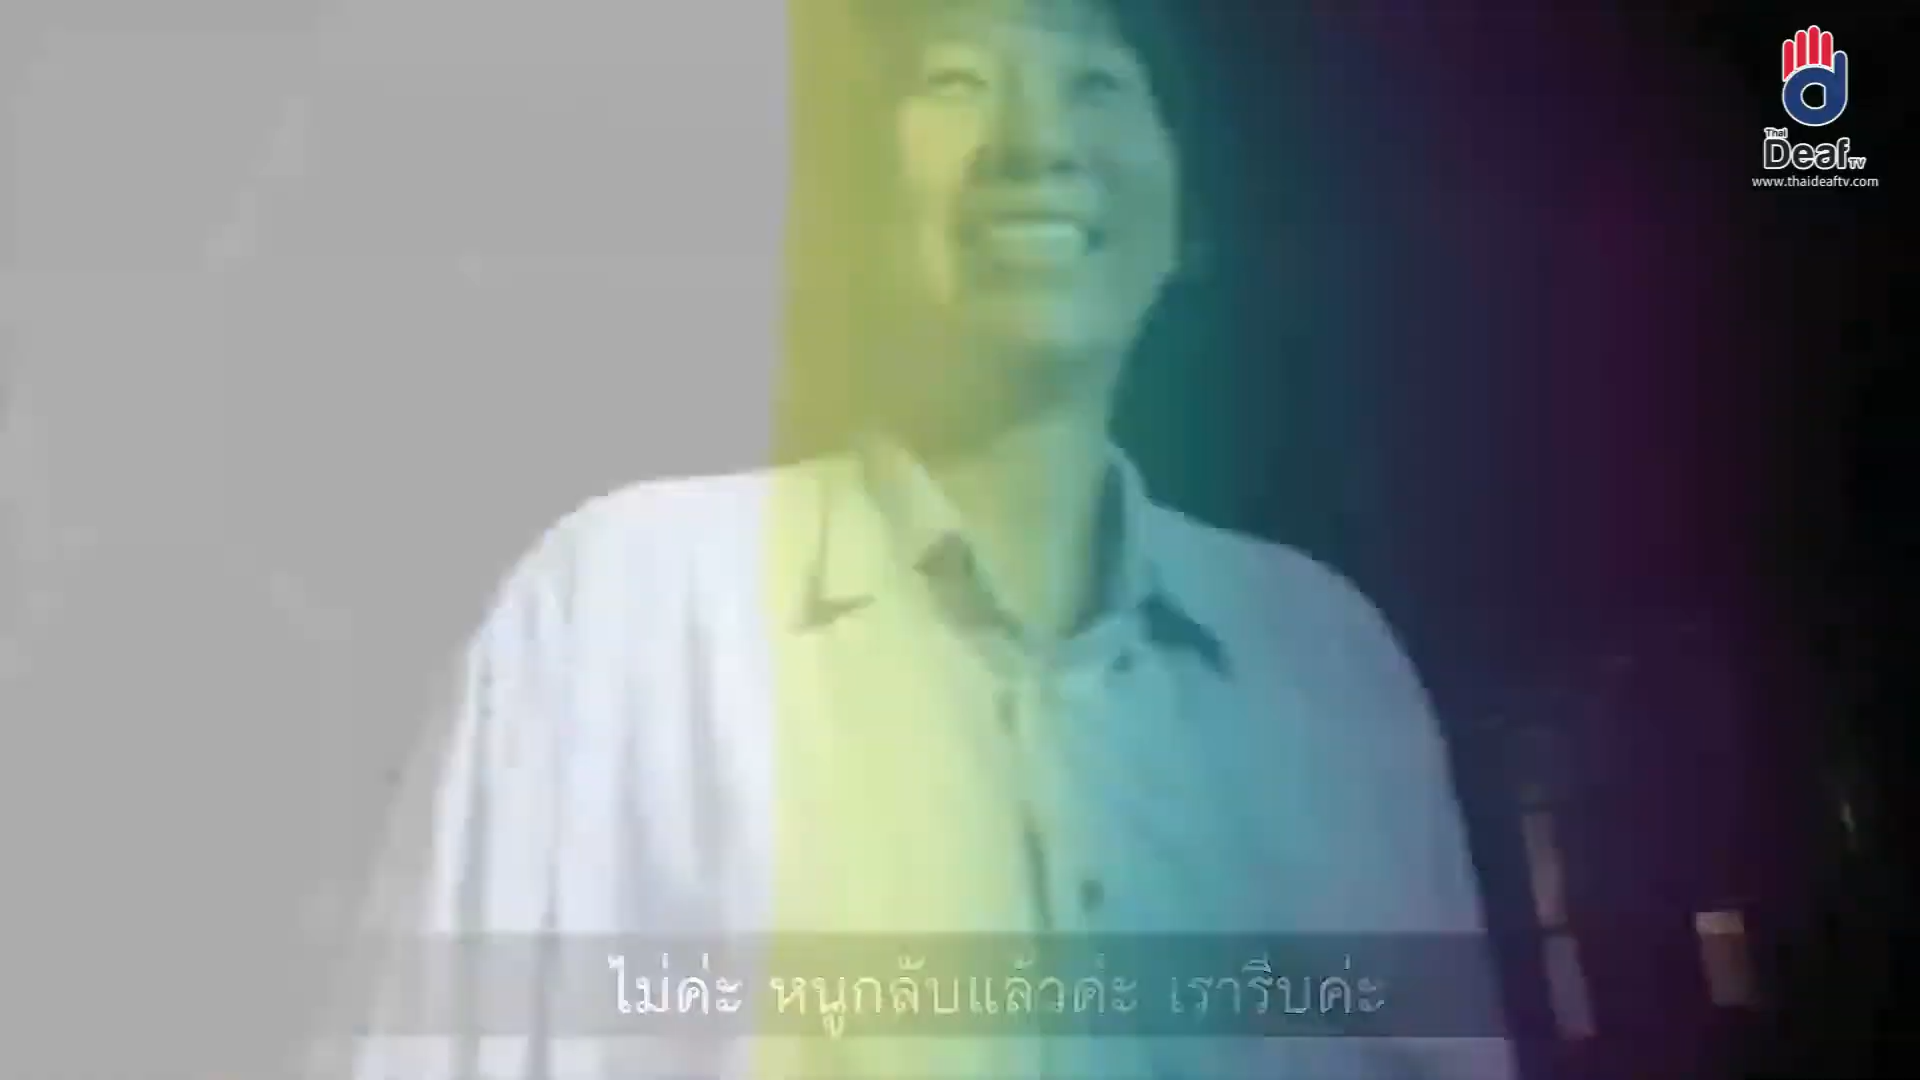 Thai
Deaf TV
www.thaideaftv.com
ไม่ค่ะ หนูกลับแล้วค่ะ เรารีบค่ะ